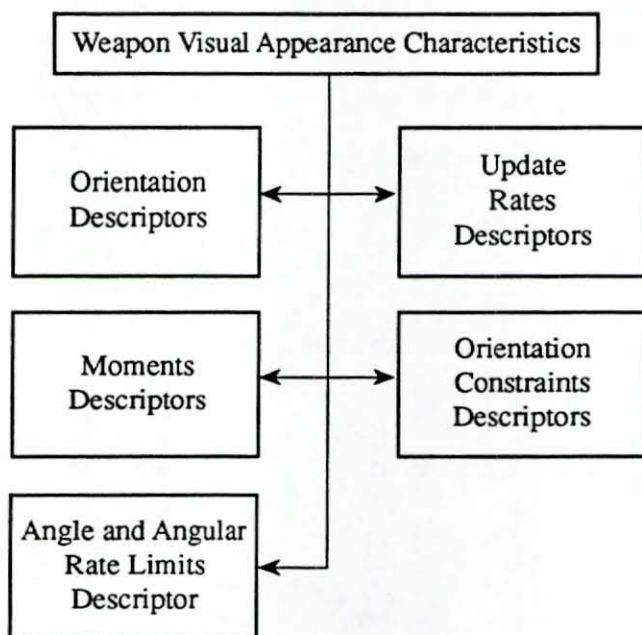 Weapon Visual Appearance Characteristics
Orientation
Descriptors
Update
Rates
Descriptors
Moments
Descriptors
Orientation
Constraints
Descriptors
Angle and Angular
Rate Limits
Descriptor